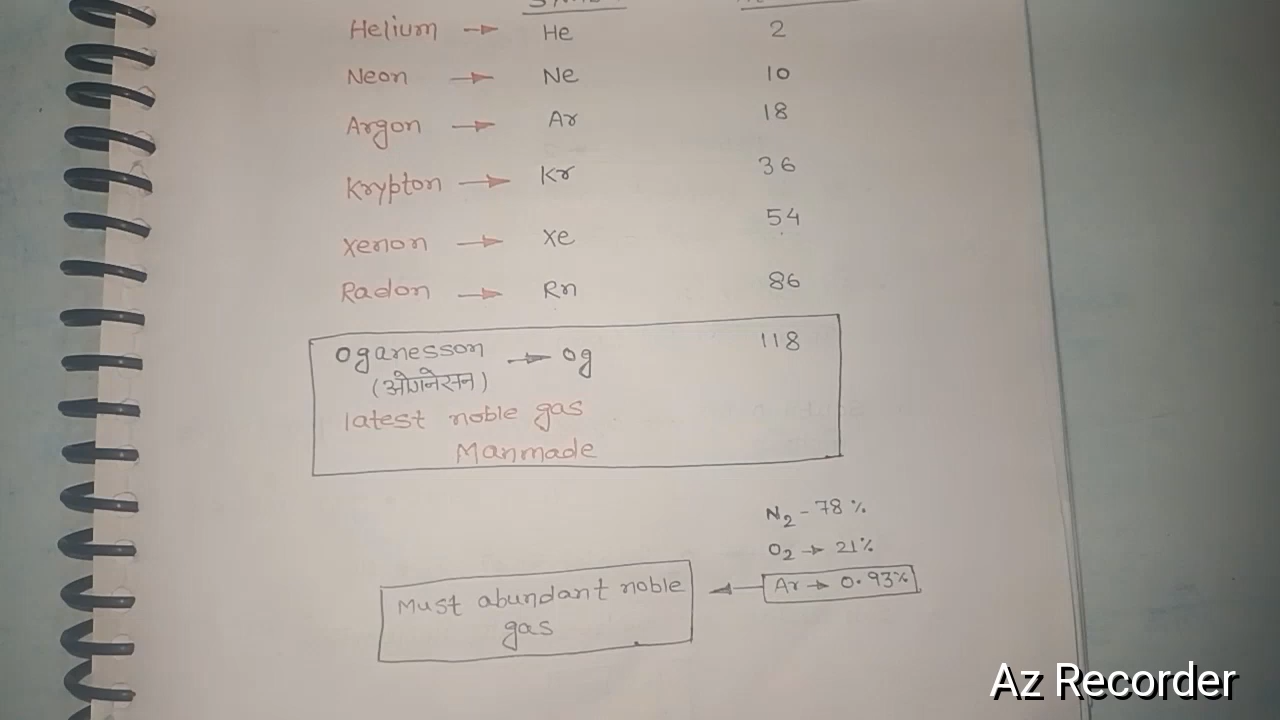 Helium → He 2
Neon → Ne 10
Argon → Ar 18
Krypton → Kr 36
Xenon → Xe 54
Radon → Rn 86
Oganesson → Og 118
(ओगनेसन)
latest noble gas
Manmade
N₂ - 78%
O₂ → 21%
Ar → 0.93%
Must abundant noble
gas
Az Recorder